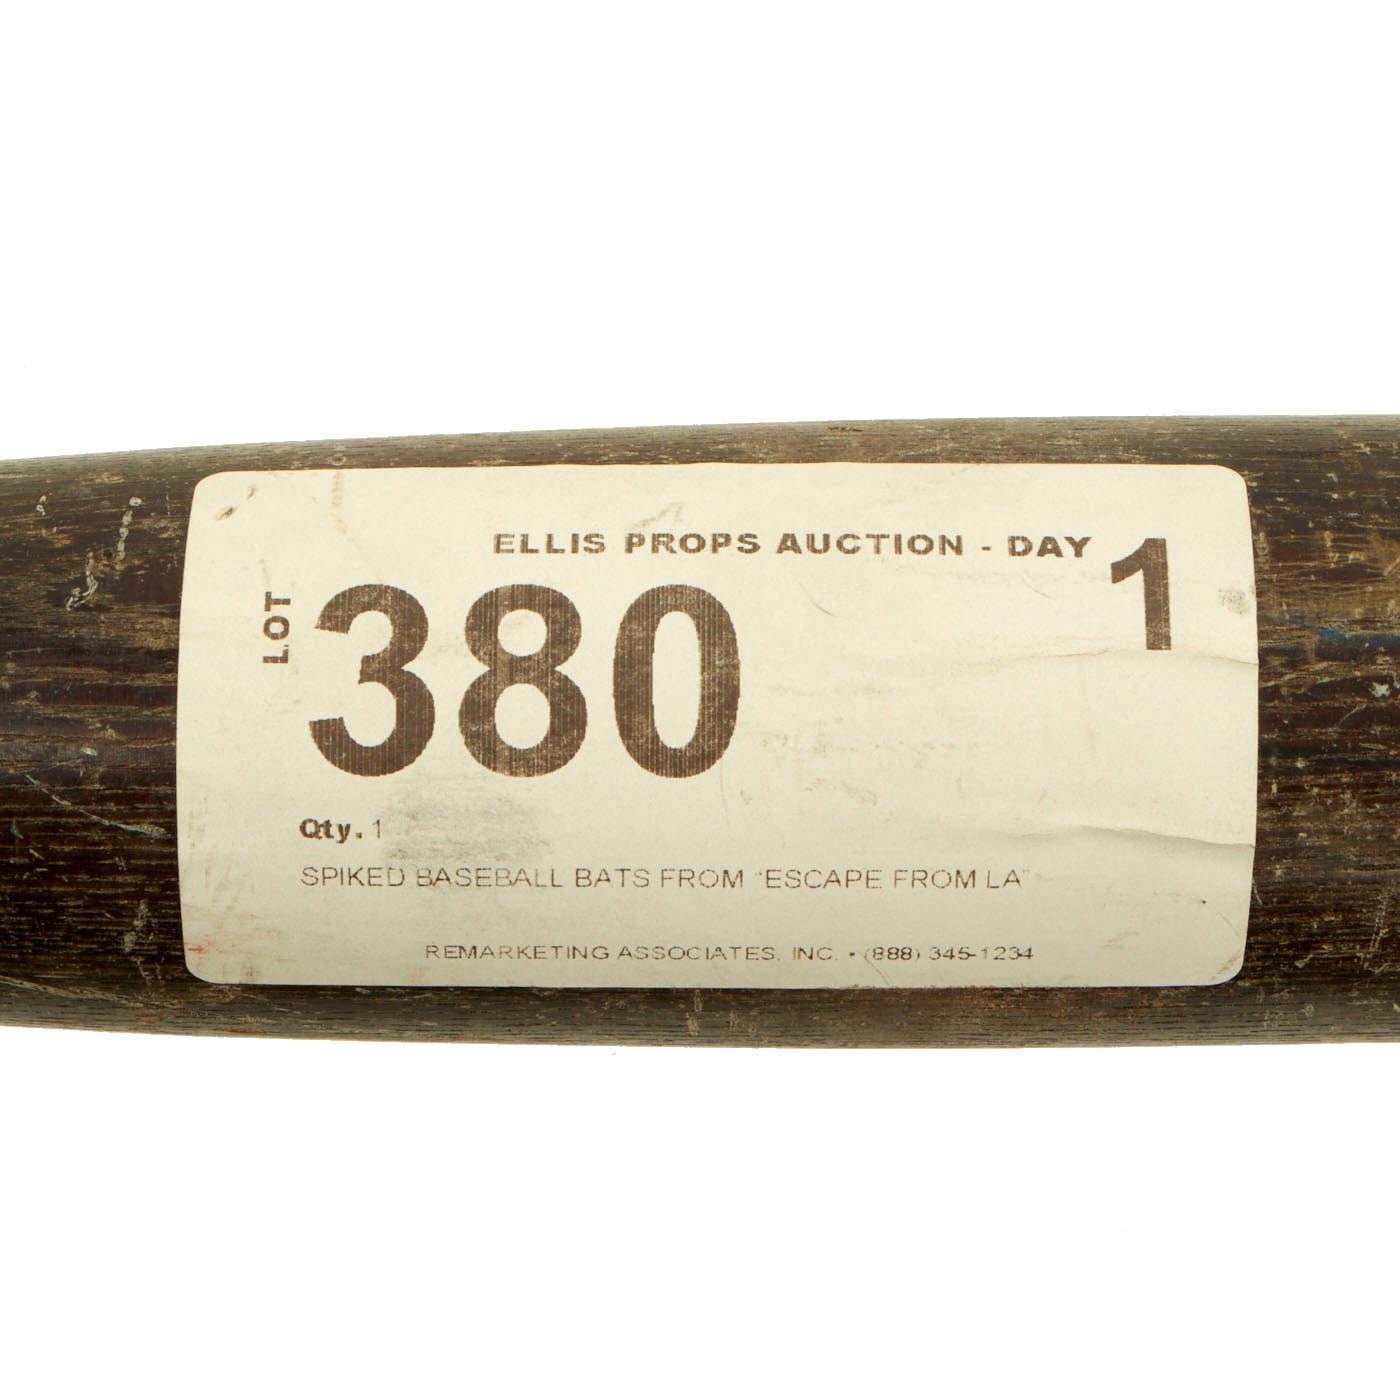 ELLIS PROPS AUCTION - DAY 1
LOT 380
Qty. 1
SPIKED BASEBALL BATS FROM "ESCAPE FROM LA"
REMARKETING ASSOCIATES, INC. • (888) 345-1234